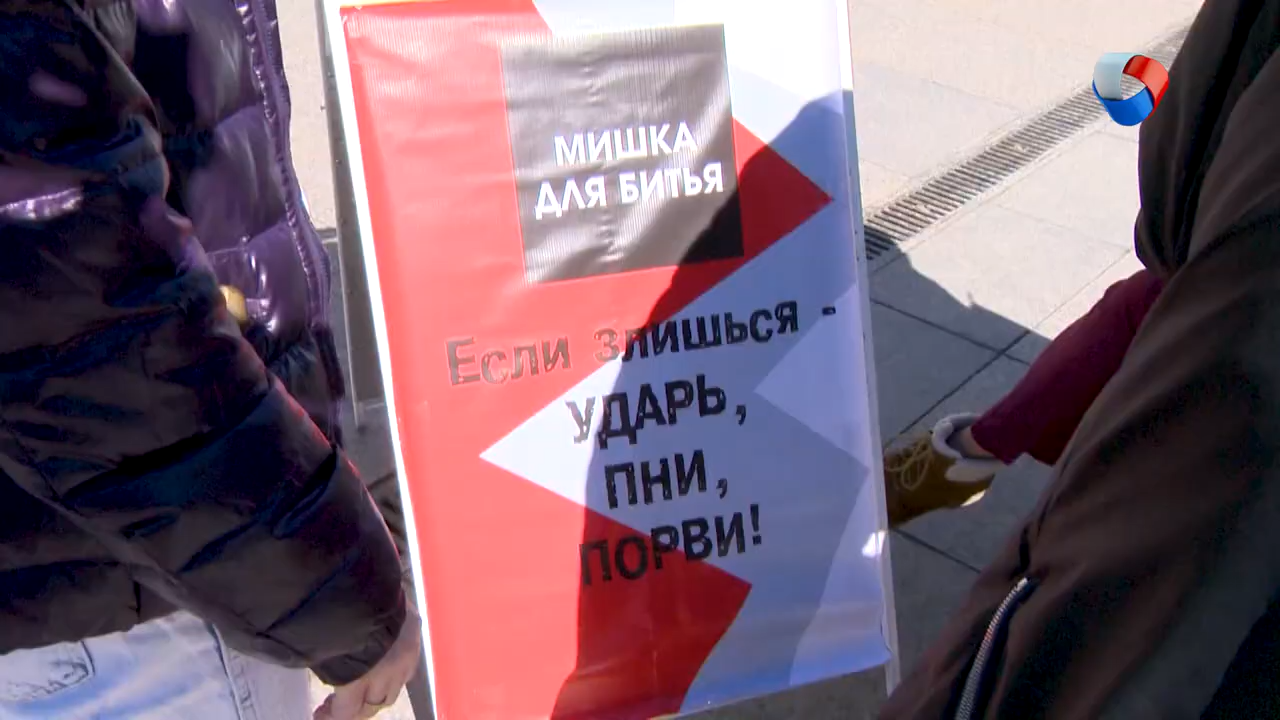 МИШКА
ДЛЯ БИТЬЯ
Если злишься -
УДАРЬ,
ПНИ,
ПОРВИ!